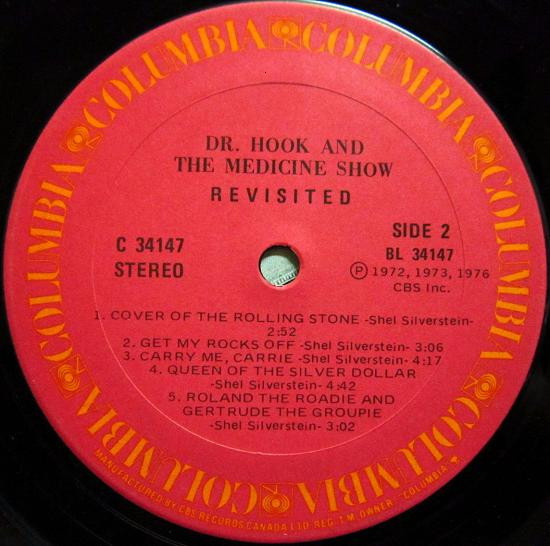 COLUMBIA COLUMBIA COLUMBIA COLUMBIA COLUMBIA COLUMBIA
DR. HOOK AND
THE MEDICINE SHOW
REVISITED
C 34147
STEREO
SIDE 2
BL 34147
Ⓟ 1972, 1973, 1976
CBS Inc.
1. COVER OF THE ROLLING STONE -Shel Silverstein-
2:52
2. GET MY ROCKS OFF -Shel Silverstein- 3:06
3. CARRY ME, CARRIE -Shel Silverstein- 4:17
4. QUEEN OF THE SILVER DOLLAR
-Shel Silverstein- 4:42
5. ROLAND THE ROADIE AND
GERTRUDE THE GROUPIE
-Shel Silverstein- 3:02
MANUFACTURED BY CBS RECORDS CANADA LTD. REG. T.M. OWNER-"COLUMBIA"